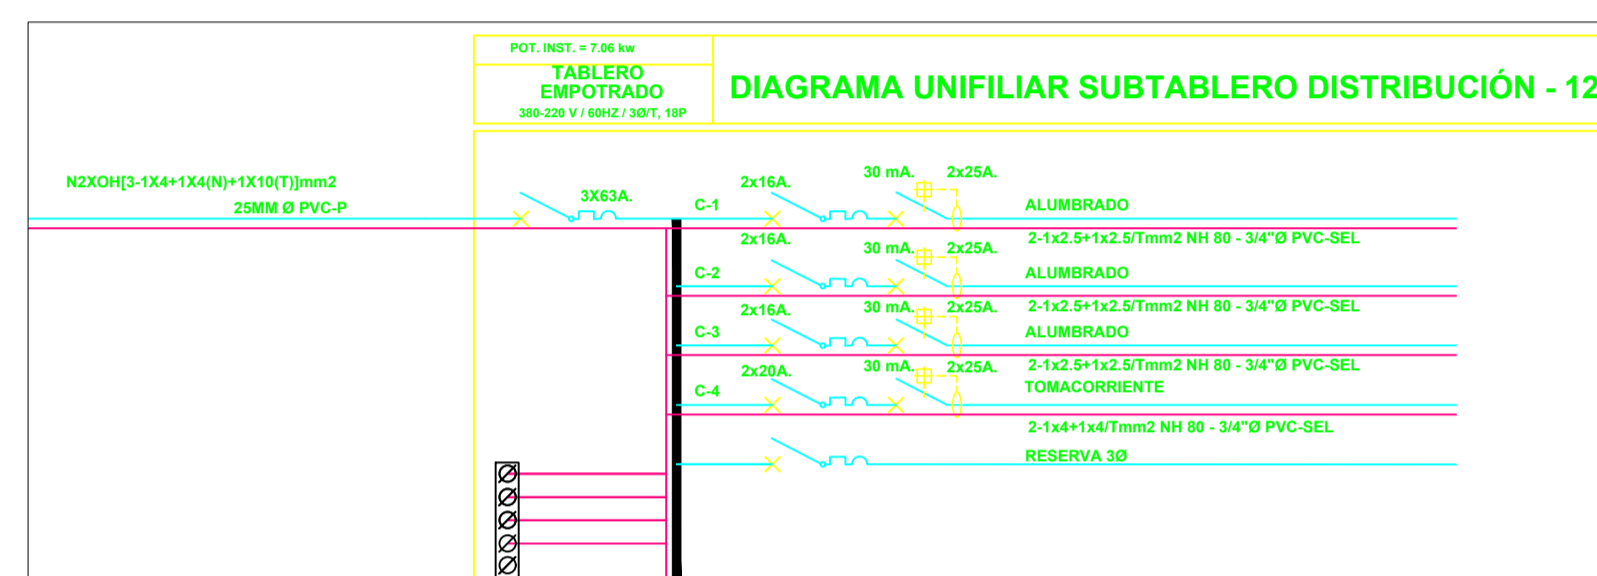 POT. INST. = 7.06 kw
TABLERO
EMPOTRADO
380-220 V / 60HZ / 3Ø/T, 18P
DIAGRAMA UNIFILIAR SUBTABLERO DISTRIBUCIÓN - 12
N2XOH[3-1X4+1X4(N)+1X10(T)]mm2
25MM Ø PVC-P
3X63A.
C-1
2x16A.
30 mA.
2x25A.
ALUMBRADO
2-1x2.5+1x2.5/Tmm2 NH 80 - 3/4"Ø PVC-SEL
C-2
2x16A.
30 mA.
2x25A.
ALUMBRADO
2-1x2.5+1x2.5/Tmm2 NH 80 - 3/4"Ø PVC-SEL
C-3
2x16A.
30 mA.
2x25A.
ALUMBRADO
2-1x2.5+1x2.5/Tmm2 NH 80 - 3/4"Ø PVC-SEL
C-4
2x20A.
30 mA.
2x25A.
TOMACORRIENTE
2-1x4+1x4/Tmm2 NH 80 - 3/4"Ø PVC-SEL
RESERVA 3Ø